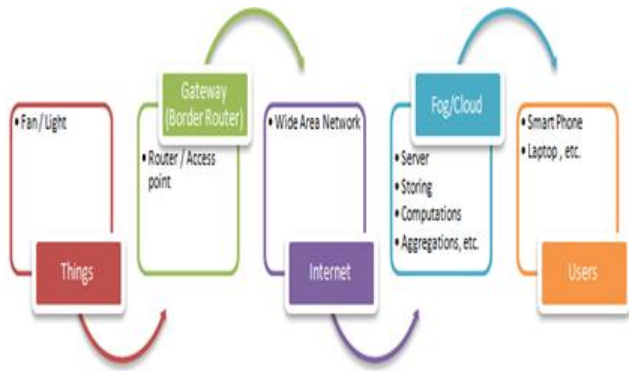 • Fan / Light
Things
Gateway
(Border Router)
• Router / Access
point
• Wide Area Network
Internet
Fog/Cloud
• Server
• Storing
• Computations
• Aggregations, etc.
• Smart Phone
• Laptop , etc.
Users